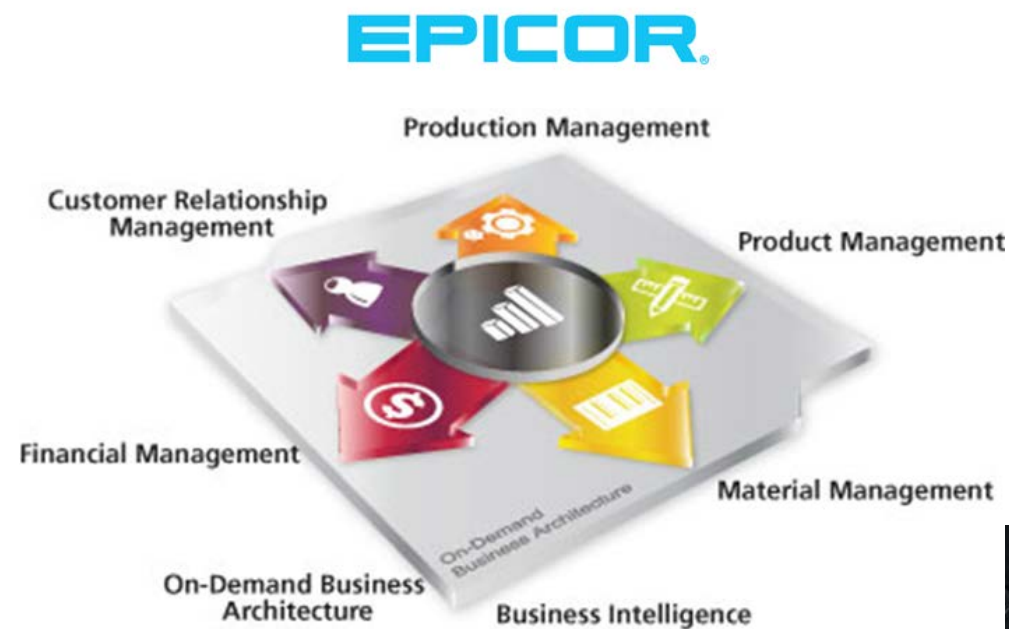 EPICOR®
Production Management
Customer Relationship
Management
Product Management
Financial Management
Material Management
On-Demand
Business Architecture
On-Demand Business
Architecture
Business Intelligence